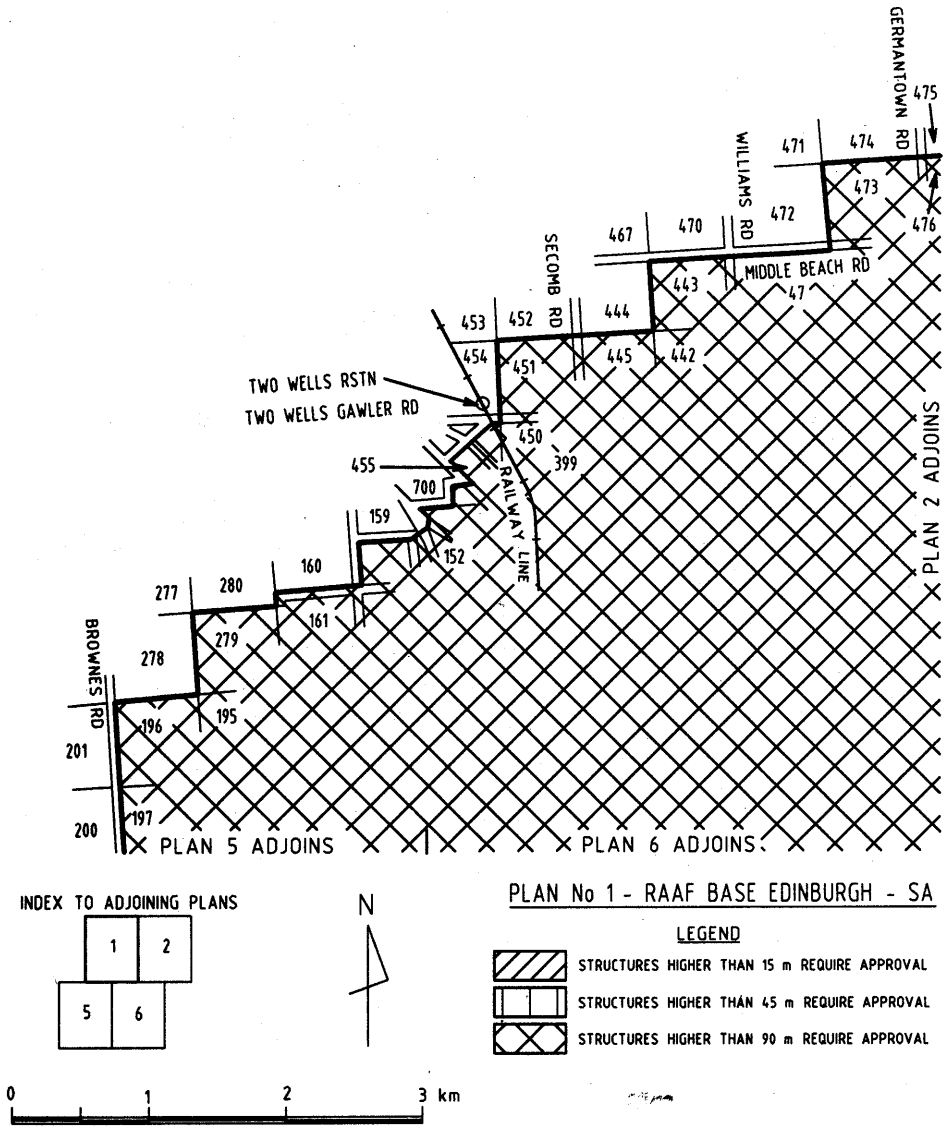 GERMANTOWN RD
475
474
471
WILLIAMS RD
473
476
472
470
467
SECOMB RD
MIDDLE BEACH RD
443
47
453
452
444
454
451
445
442
TWO WELLS RSTN
TWO WELLS GAWLER RD
450
399
455
RAILWAY LINE
700
PLAN 2 ADJOINS
159
152
160
277
280
161
279
BROWNES RD
278
196
195
201
197
200
PLAN 5 ADJOINS
PLAN 6 ADJOINS
INDEX TO ADJOINING PLANS
1
2
5
6
N
PLAN No 1 - RAAF BASE EDINBURGH - SA
LEGEND
STRUCTURES HIGHER THAN 15 m REQUIRE APPROVAL
STRUCTURES HIGHER THAN 45 m REQUIRE APPROVAL
STRUCTURES HIGHER THAN 90 m REQUIRE APPROVAL
0 1 2 3 km